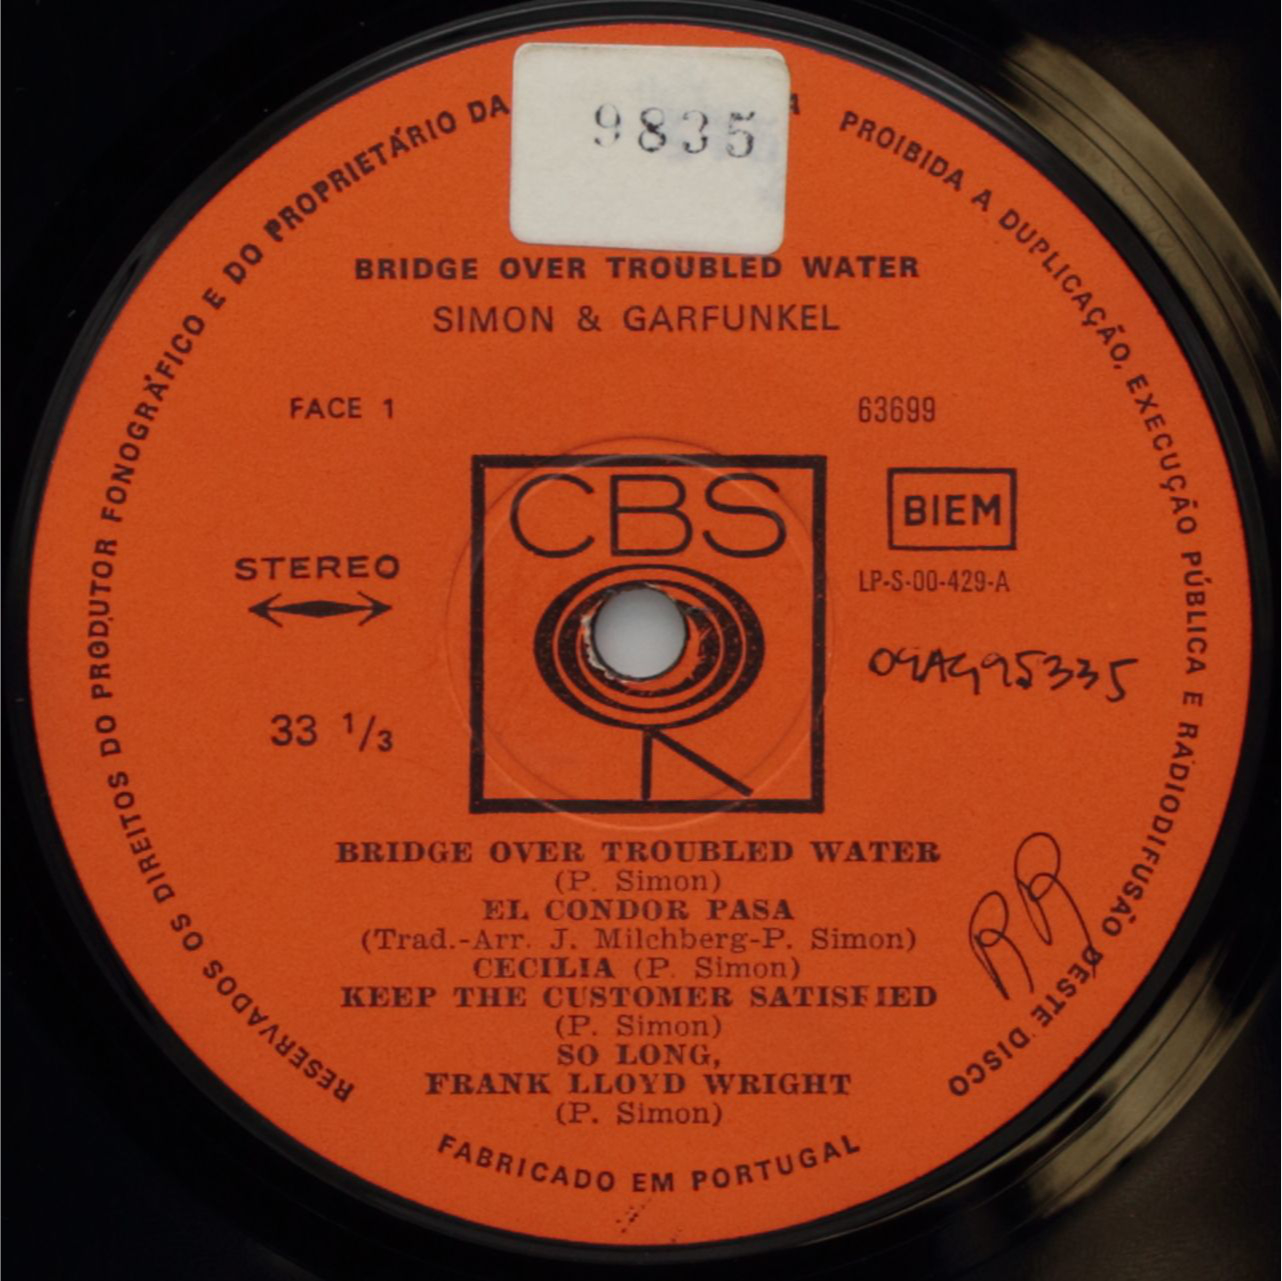 9835
RESERVADOS OS DIREITOS DO PRODUTOR FONOGRÁFICO E DO PROPRIETÁRIO DA
PROIBIDA A DUPLICAÇÃO, EXECUÇÃO PÚBLICA E RADIODIFUSÃO DESTE DISCO
BRIDGE OVER TROUBLED WATER
SIMON & GARFUNKEL
FACE 1
63699
CBS
BIEM
STEREO
LP-S-00-429-A
33 1/3
BRIDGE OVER TROUBLED WATER
(P. Simon)
EL CONDOR PASA
(Trad.-Arr. J. Milchberg-P. Simon)
CECILIA (P. Simon)
KEEP THE CUSTOMER SATISFIED
(P. Simon)
SO LONG,
FRANK LLOYD WRIGHT
(P. Simon)
FABRICADO EM PORTUGAL